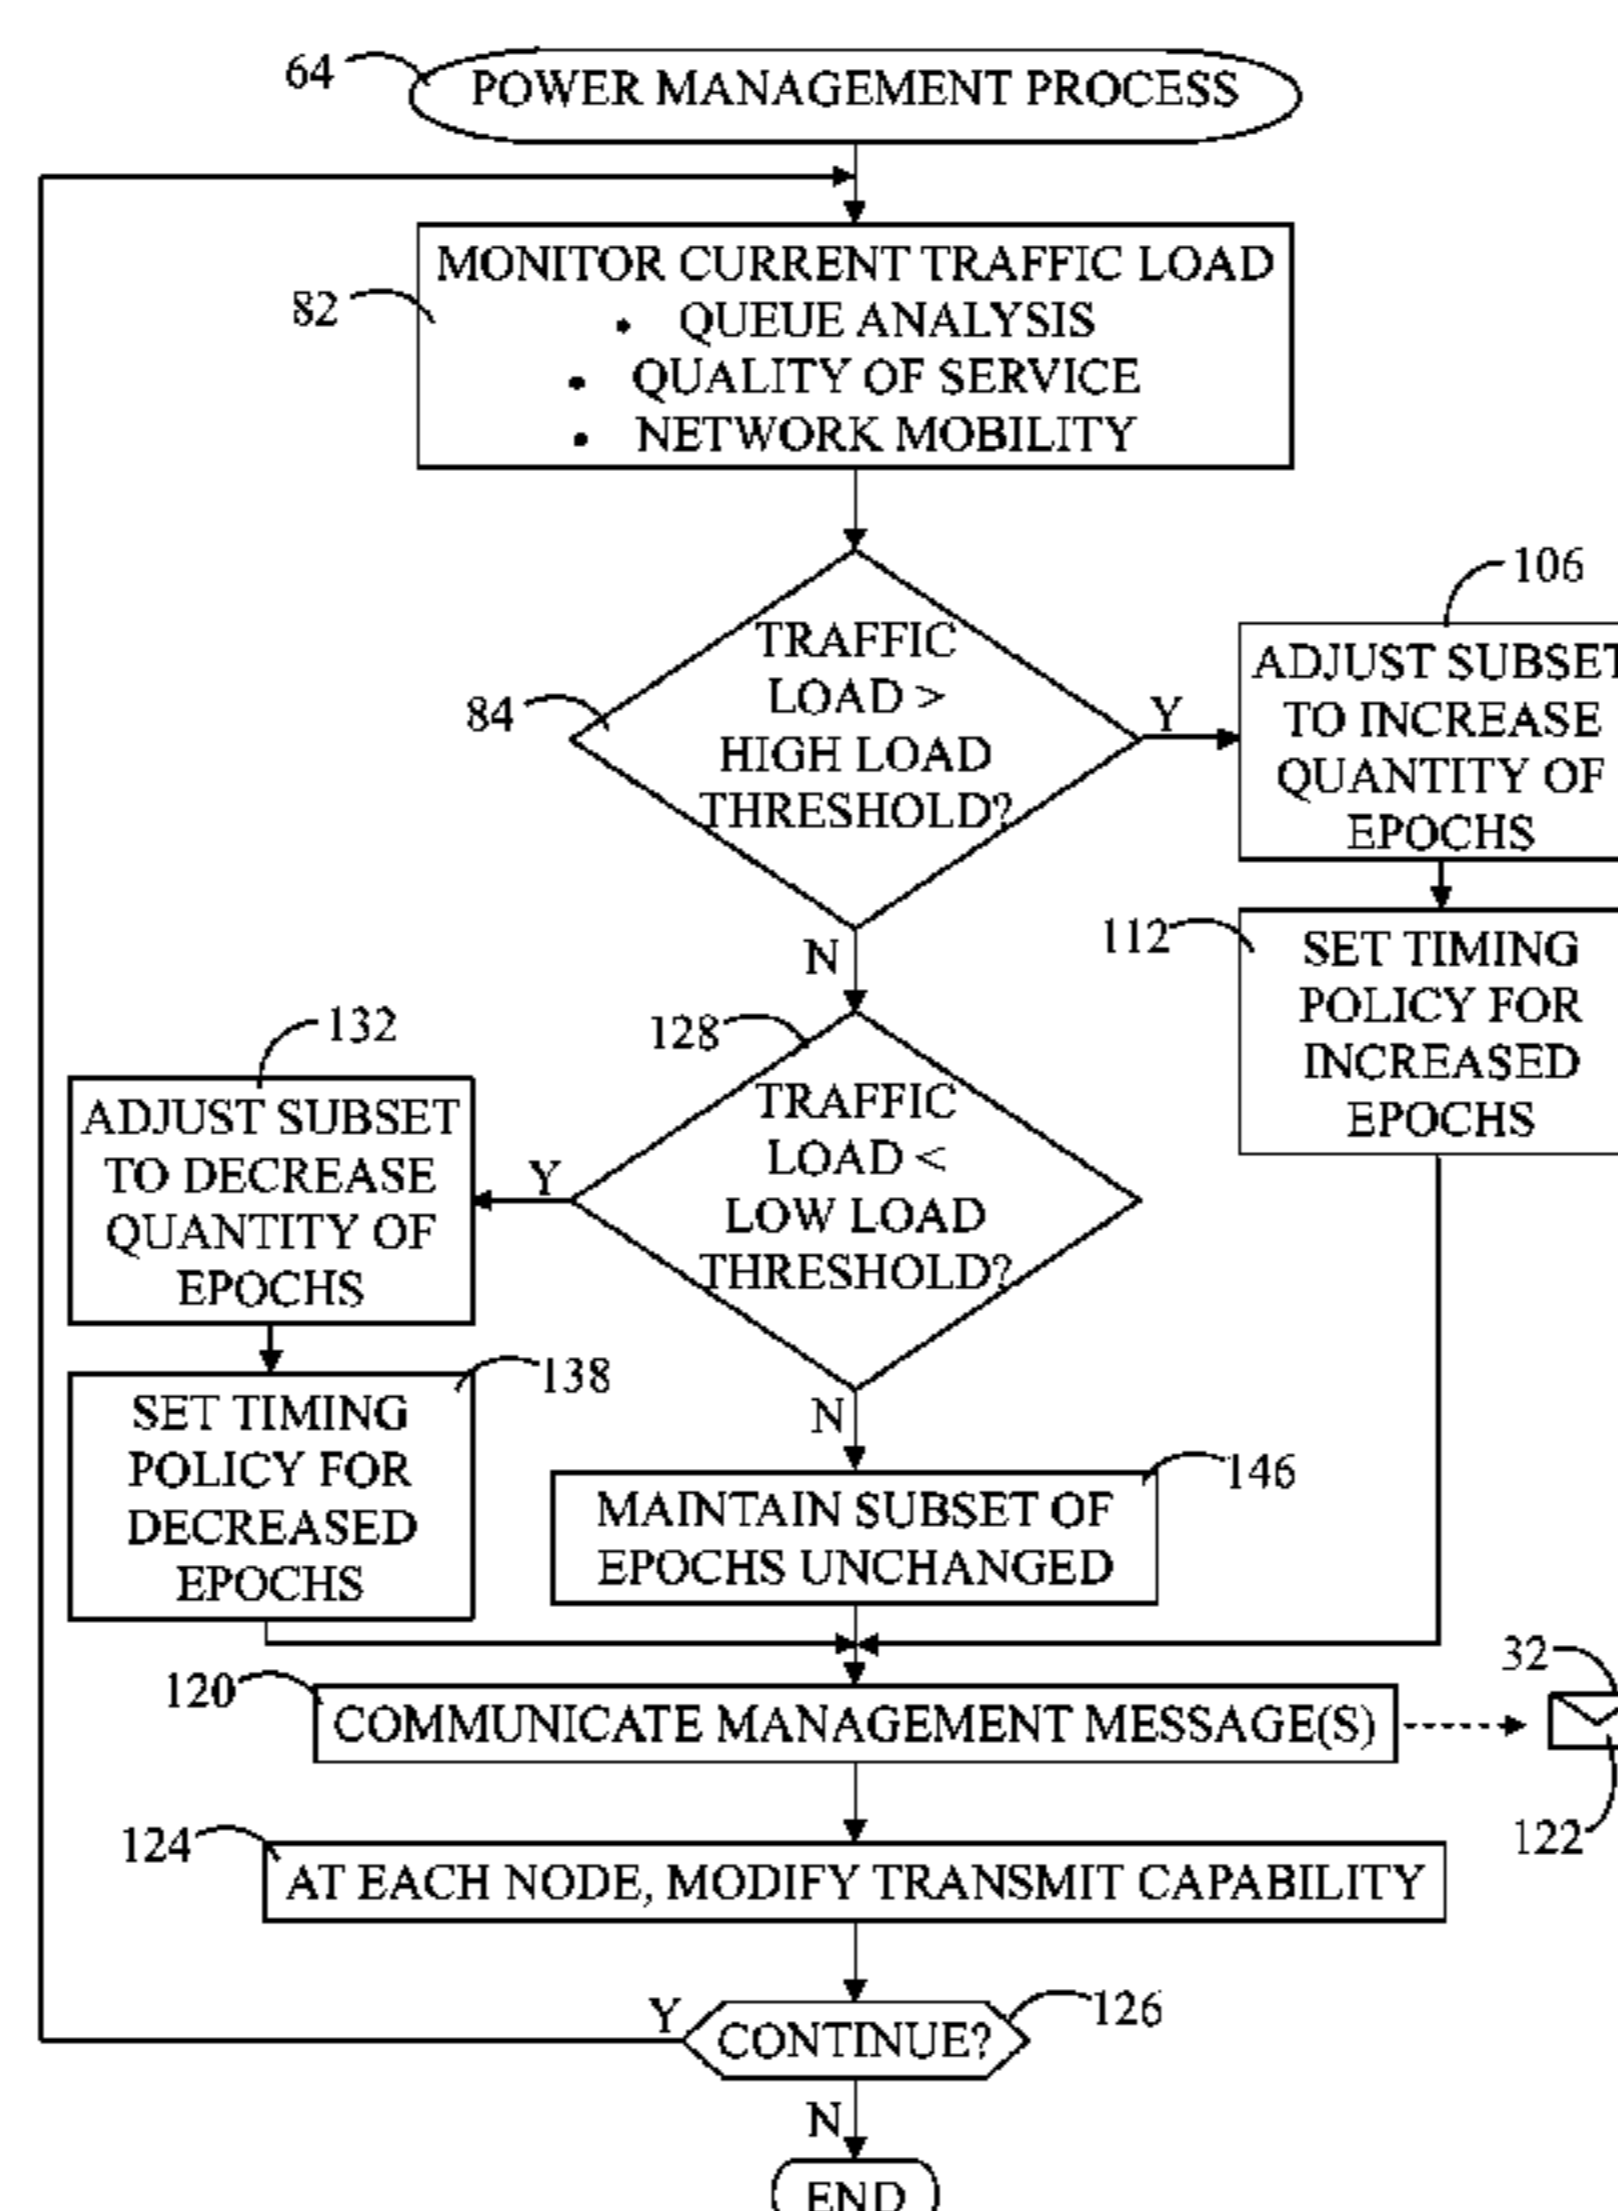 64
POWER MANAGEMENT PROCESS
82
MONITOR CURRENT TRAFFIC LOAD
• QUEUE ANALYSIS
• QUALITY OF SERVICE
• NETWORK MOBILITY
84
TRAFFIC
LOAD >
HIGH LOAD
THRESHOLD?
Y
N
106
ADJUST SUBSET
TO INCREASE
QUANTITY OF
EPOCHS
112
SET TIMING
POLICY FOR
INCREASED
EPOCHS
128
TRAFFIC
LOAD <
LOW LOAD
THRESHOLD?
Y
N
132
ADJUST SUBSET
TO DECREASE
QUANTITY OF
EPOCHS
138
SET TIMING
POLICY FOR
DECREASED
EPOCHS
146
MAINTAIN SUBSET OF
EPOCHS UNCHANGED
120
COMMUNICATE MANAGEMENT MESSAGE(S)
32
122
124
AT EACH NODE, MODIFY TRANSMIT CAPABILITY
126
CONTINUE?
Y
N
END